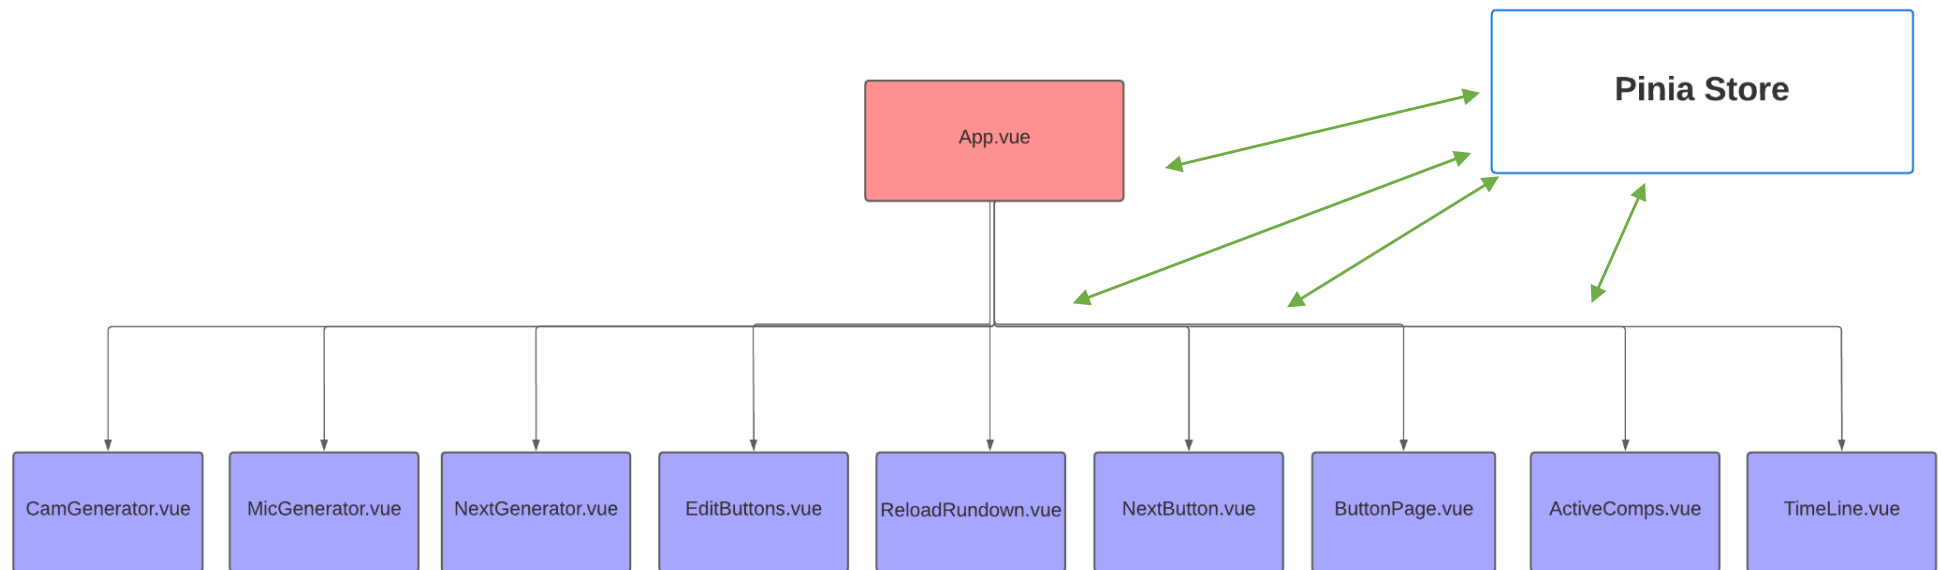 Pinia Store
App.vue
CamGenerator.vue
MicGenerator.vue
NextGenerator.vue
EditButtons.vue
ReloadRundown.vue
NextButton.vue
ButtonPage.vue
ActiveComps.vue
TimeLine.vue